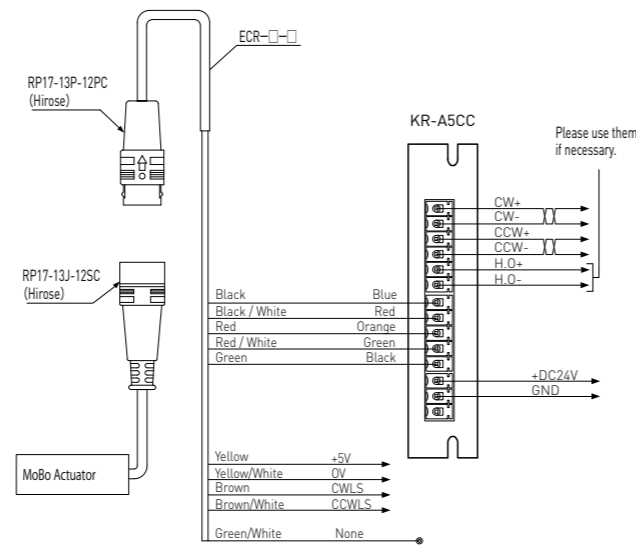 ECR-□-□
RP17-13P-12PC
(Hirose)
KR-A5CC
Please use them
if necessary.
CW+
CW-
CCW+
CCW-
H.O+
H.O-
RP17-13J-12SC
(Hirose)
Black Blue
Black / White Red
Red Orange
Red / White Green
Green Black
+DC24V
GND
MoBo Actuator
Yellow +5V
Yellow/White 0V
Brown CWLS
Brown/White CCWLS
Green/White None